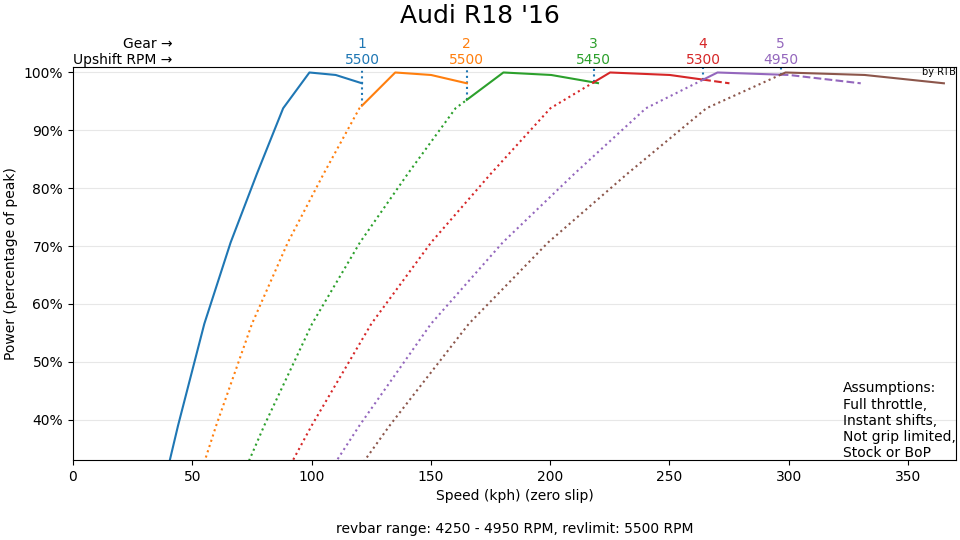 Audi R18 '16
Gear → 1 2 3 4 5
Upshift RPM → 5500 5500 5450 5300 4950
by RTB
100%
90%
80%
70%
60%
50%
40%
Power (percentage of peak)
Assumptions:
Full throttle,
Instant shifts,
Not grip limited,
Stock or BoP
0 50 100 150 200 250 300 350
Speed (kph) (zero slip)
revbar range: 4250 - 4950 RPM, revlimit: 5500 RPM